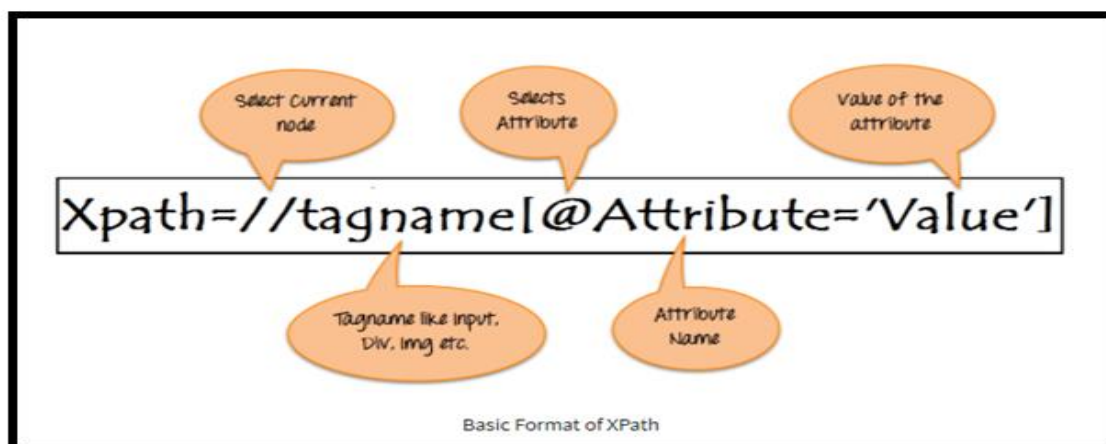 Select Current
node
Selects
Attribute
Value of the
attribute
Xpath=//tagname[@Attribute='Value']
Tagname like Input,
Div, Img etc.
Attribute
Name
Basic Format of XPath